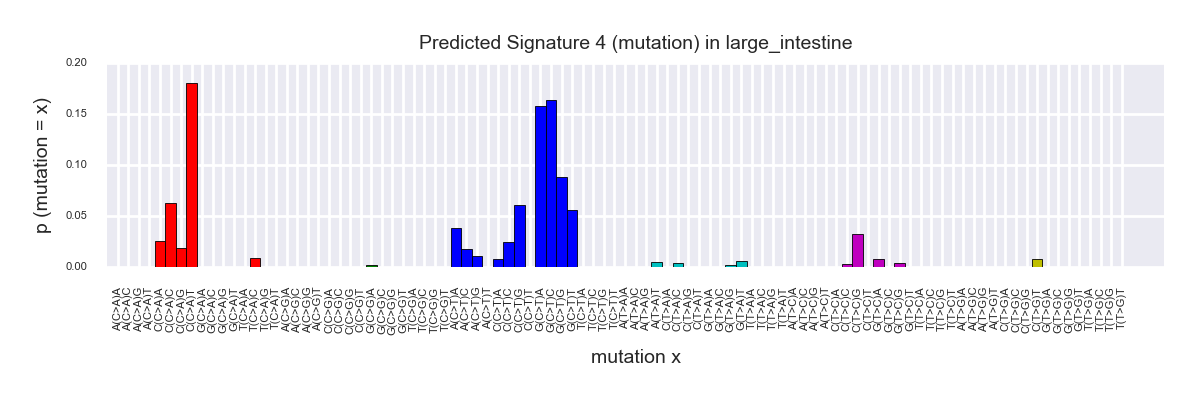 Predicted Signature 4 (mutation) in large_intestine
0.20
0.15
0.10
0.05
0.00
p (mutation = x)
A(C>A)A
A(C>A)C
A(C>A)G
A(C>A)T
C(C>A)A
C(C>A)C
C(C>A)G
C(C>A)T
G(C>A)A
G(C>A)C
G(C>A)G
G(C>A)T
T(C>A)A
T(C>A)C
T(C>A)G
T(C>A)T
A(C>G)A
A(C>G)C
A(C>G)G
A(C>G)T
C(C>G)A
C(C>G)C
C(C>G)G
C(C>G)T
G(C>G)A
G(C>G)C
G(C>G)G
G(C>G)T
T(C>G)A
T(C>G)C
T(C>G)G
T(C>G)T
A(C>T)A
A(C>T)C
A(C>T)G
A(C>T)T
C(C>T)A
C(C>T)C
C(C>T)G
C(C>T)T
G(C>T)A
G(C>T)C
G(C>T)G
G(C>T)T
T(C>T)A
T(C>T)C
T(C>T)G
T(C>T)T
A(T>A)A
A(T>A)C
A(T>A)G
A(T>A)T
C(T>A)A
C(T>A)C
C(T>A)G
C(T>A)T
G(T>A)A
G(T>A)C
G(T>A)G
G(T>A)T
T(T>A)A
T(T>A)C
T(T>A)G
T(T>A)T
A(T>C)A
A(T>C)C
A(T>C)G
A(T>C)T
C(T>C)A
C(T>C)C
C(T>C)G
C(T>C)T
G(T>C)A
G(T>C)C
G(T>C)G
G(T>C)T
T(T>C)A
T(T>C)C
T(T>C)G
T(T>C)T
A(T>G)A
A(T>G)C
A(T>G)G
A(T>G)T
C(T>G)A
C(T>G)C
C(T>G)G
C(T>G)T
G(T>G)A
G(T>G)C
G(T>G)G
G(T>G)T
T(T>G)A
T(T>G)C
T(T>G)G
T(T>G)T
mutation x